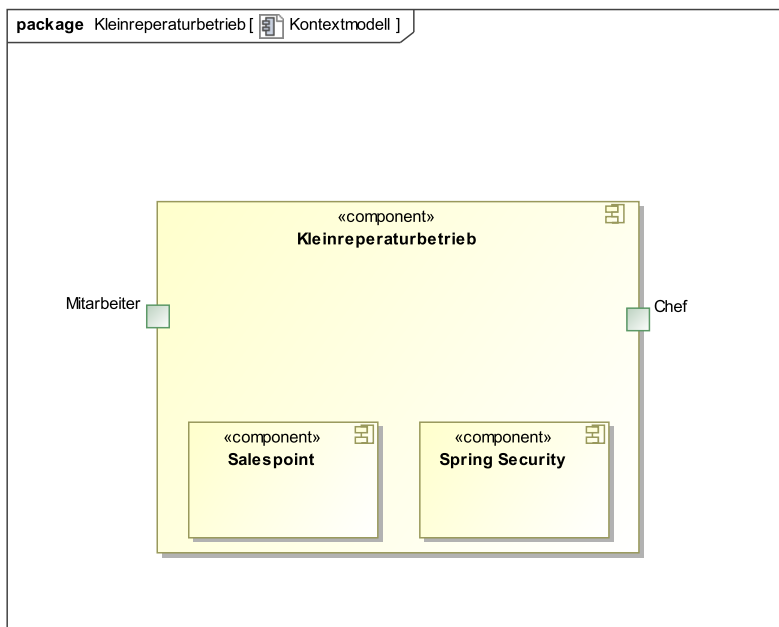 package Kleinreperaturbetrieb [ Kontextmodell ]
«component»
Kleinreperaturbetrieb
Mitarbeiter
Chef
«component»
Salespoint
«component»
Spring Security